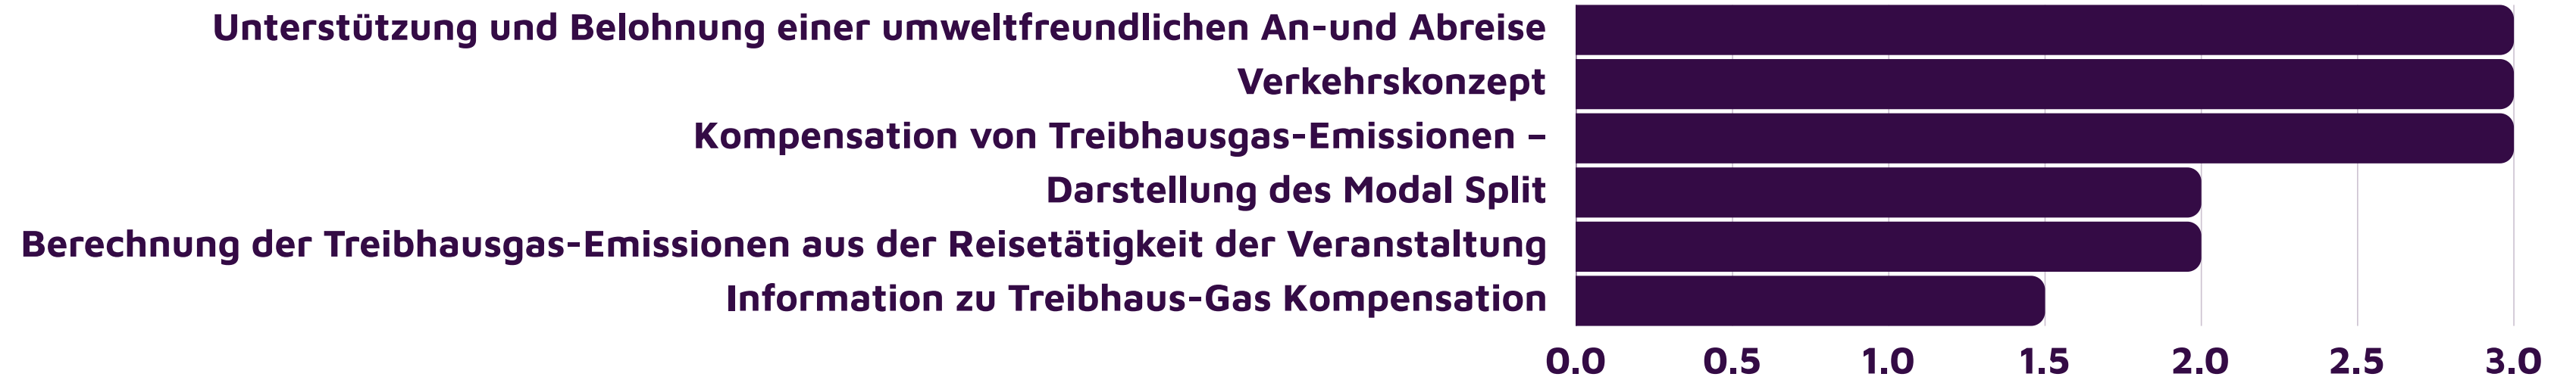 Unterstützung und Belohnung einer umweltfreundlichen An-und Abreise
Verkehrskonzept
Kompensation von Treibhausgas-Emissionen –
Darstellung des Modal Split
Berechnung der Treibhausgas-Emissionen aus der Reisetätigkeit der Veranstaltung
Information zu Treibhaus-Gas Kompensation
0.0 0.5 1.0 1.5 2.0 2.5 3.0